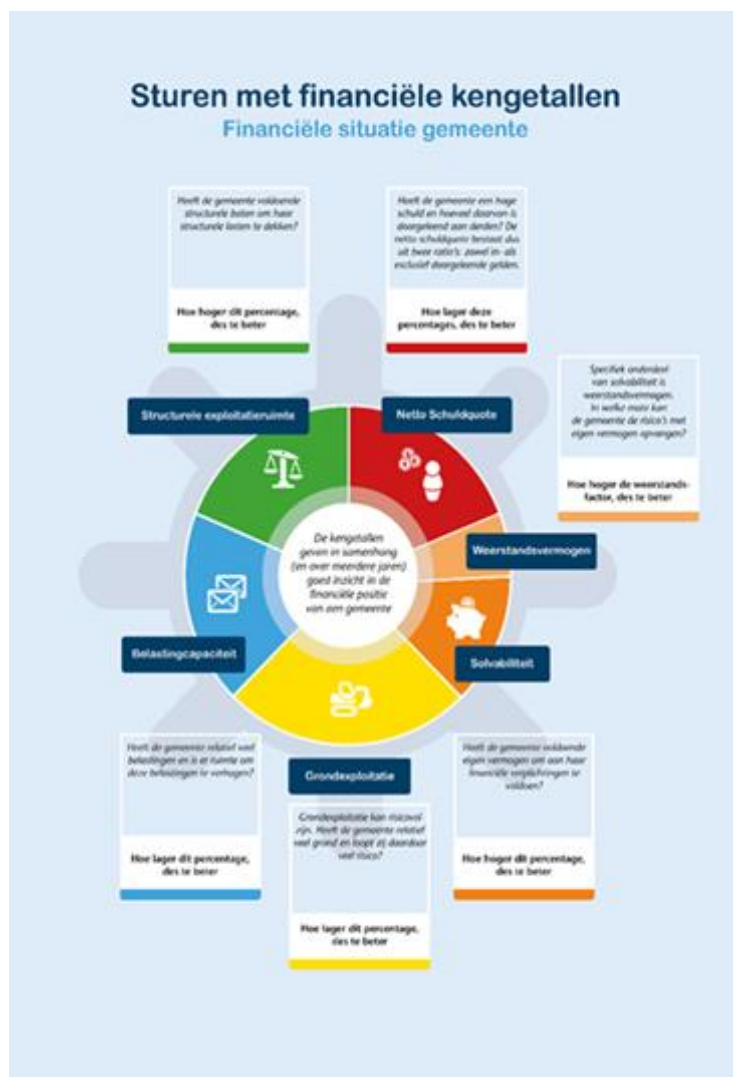 Sturen met financiële kengetallen
Financiële situatie gemeente
Heeft de gemeente voldoende
structurele baten om haar
structurele lasten te dekken?
Hoe hoger dit percentage,
des te beter
Heeft de gemeente een hoge
schuld en hoeveel daarvan is
doorgeleend aan derden? De
netto schuldquote bestaat dus
uit twee ratio's: zowel in- als
exclusief doorgeleende gelden.
Hoe lager deze
percentages, des te beter
Specifiek onderdeel
van solvabiliteit is
weerstandsvermogen.
In welke mate kan
de gemeente de risico's met
eigen vermogen opvangen?
Hoe hoger de weerstands-
factor, des te beter
Structurele exploitatieruimte
Netto Schuldquote
De kengetallen
geven in samenhang
(en over meerdere jaren)
goed inzicht in de
financiële positie
van een gemeente
Weerstandsvermogen
Belastingcapaciteit
Solvabiliteit
Grondexploitatie
Heeft de gemeente relatief veel
belastingen en is er ruimte om
deze belastingen te verhogen?
Hoe lager dit percentage,
des te beter
Grondexploitatie kan risicovol
zijn. Heeft de gemeente relatief
veel grond en loopt zij daardoor
veel risico?
Hoe lager dit percentage,
des te beter
Heeft de gemeente voldoende
eigen vermogen om aan haar
financiële verplichtingen te
voldoen?
Hoe hoger dit percentage,
des te beter